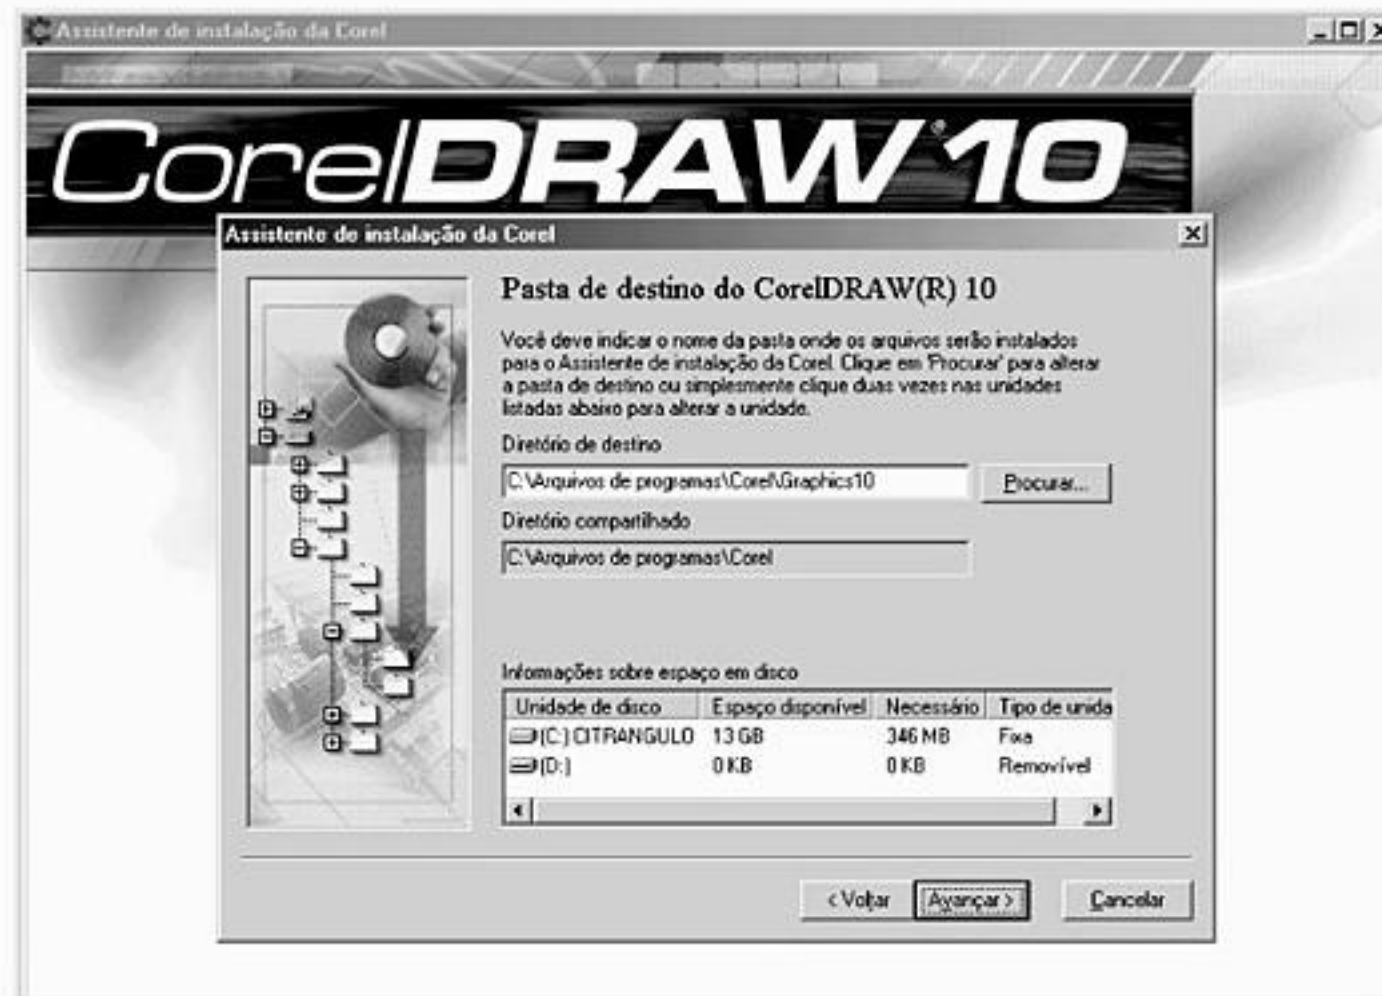 Assistente de instalação da Corel
CorelDRAW® 10
Assistente de instalação da Corel
Pasta de destino do CorelDRAW(R) 10
Você deve indicar o nome da pasta onde os arquivos serão instalados
para o Assistente de instalação da Corel. Clique em 'Procurar' para alterar
a pasta de destino ou simplesmente clique duas vezes nas unidades
listadas abaixo para alterar a unidade.
Diretório de destino
C:\Arquivos de programas\Corel\Graphics10
Procurar...
Diretório compartilhado
C:\Arquivos de programas\Corel
Informações sobre espaço em disco
Unidade de disco Espaço disponível Necessário Tipo de unida
(C:) CITRANGULO 13 GB 346 MB Fixa
(D:) 0 KB 0 KB Removível
< Voltar Avançar > Cancelar